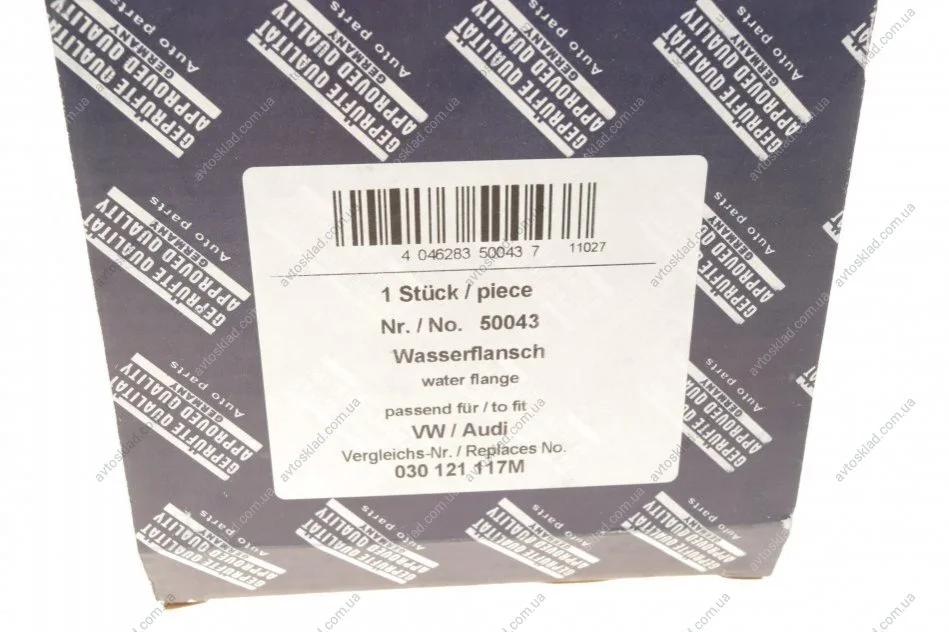 GEPRÜFTE QUALITÄT
APPROVED QUALITY
GERMANY
Auto parts
4 046283 50043 7
11027
1 Stück / piece
Nr. / No. 50043
Wasserflansch
water flange
passend für / to fit
VW / Audi
Vergleichs-Nr. / Replaces No.
030 121 117M
avtosklad.com.ua